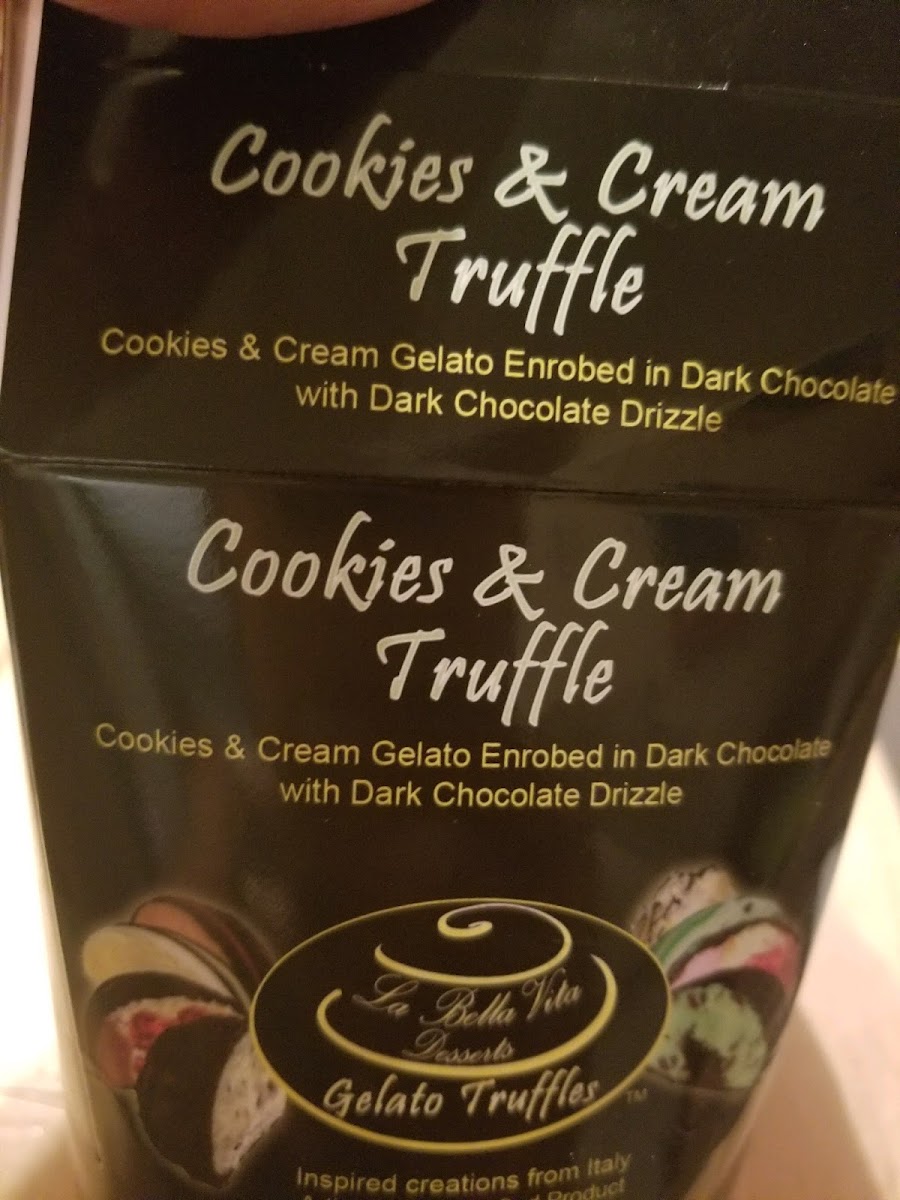 Cookies & Cream
Truffle
Cookies & Cream Gelato Enrobed in Dark Chocolate
with Dark Chocolate Drizzle
Cookies & Cream
Truffle
Cookies & Cream Gelato Enrobed in Dark Chocolate
with Dark Chocolate Drizzle
La Bella Vita
Desserts
Gelato Truffles
TM
Inspired creations from Italy
Product